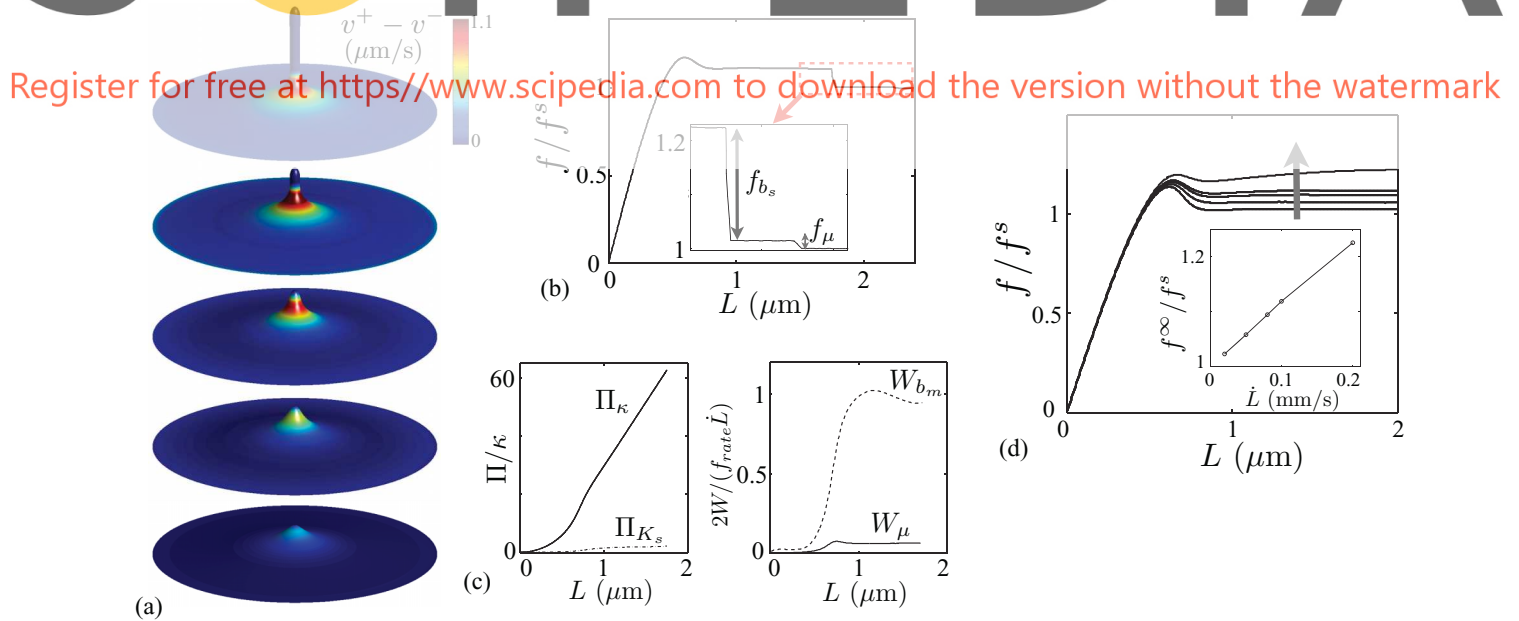 SCIPEDIA
Register for free at https//www.scipedia.com to download the version without the watermark
v⁺ − v⁻
(μm/s)
1.1
0
(a)
f/fˢ
1
0.5
0
0
1
2
L (μm)
1.2
1
f_{b_s}
f_μ
(b)
Π/κ
60
0
0
1
2
L (μm)
Π_κ
Π_{K_s}
(c)
2W/(f_{rate}L̇)
1
0.5
0
0
1
2
L (μm)
W_{b_m}
W_μ
f/fˢ
1
0.5
0
0
1
2
L (μm)
f^∞/fˢ
1.2
1
0
0.1
0.2
L̇ (mm/s)
(d)